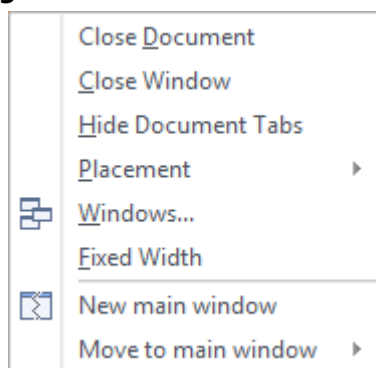 Close Document
Close Window
Hide Document Tabs
Placement
Windows...
Fixed Width
New main window
Move to main window